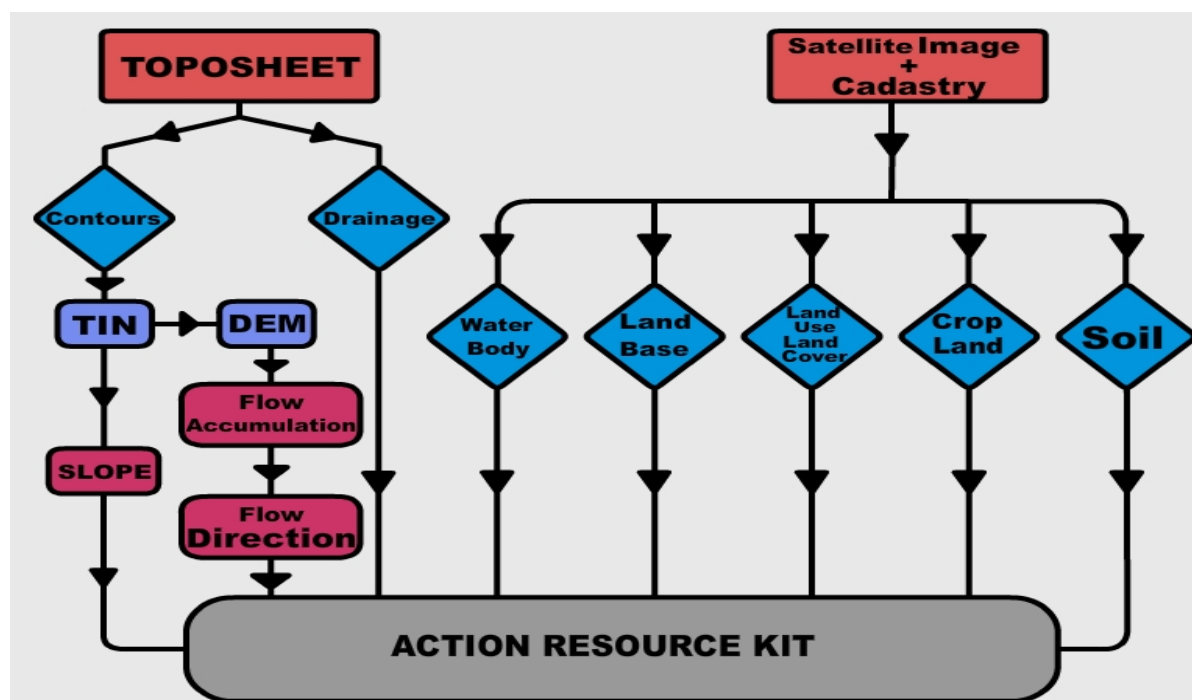 TOPOSHEET
Satellite Image
+
Cadastry
Contours
Drainage
TIN
DEM
Water
Body
Land
Base
Land
Use
Land
Cover
Crop
Land
Soil
Flow
Accumulation
SLOPE
Flow
Direction
ACTION RESOURCE KIT